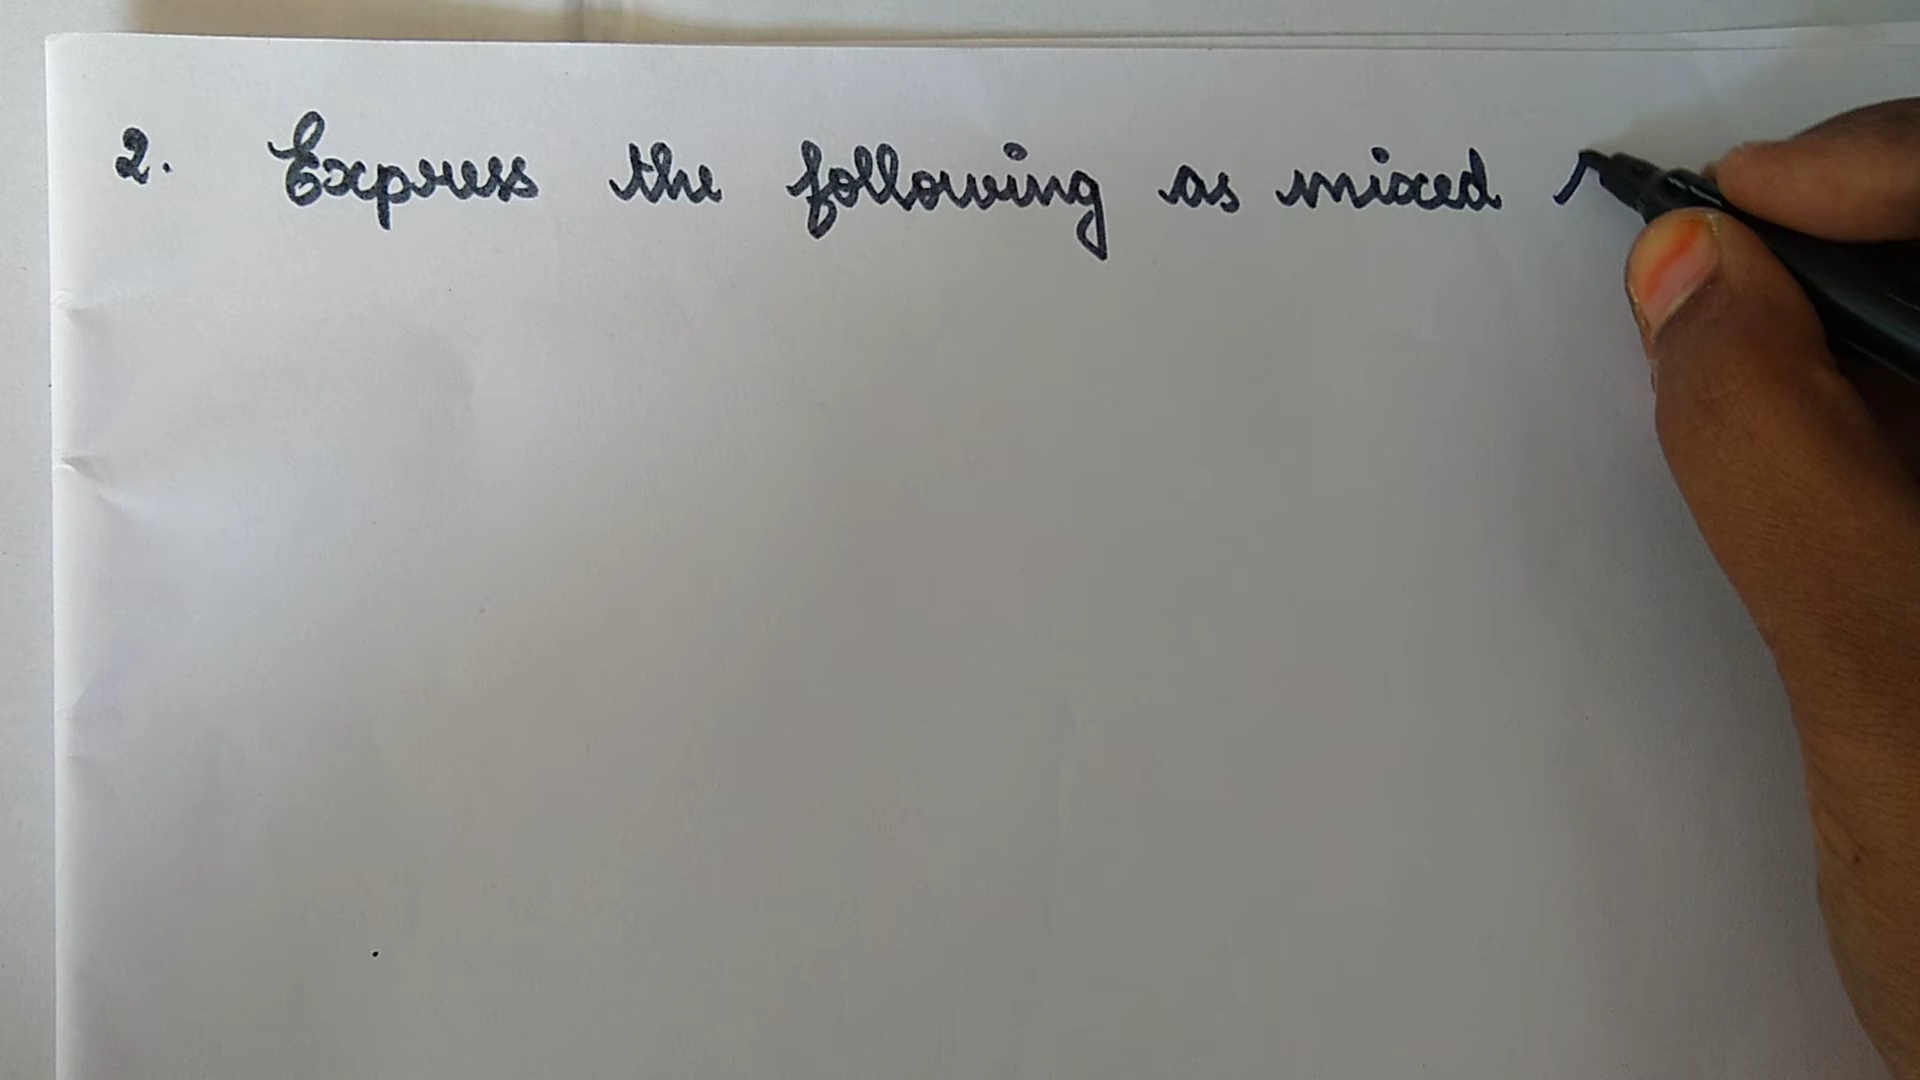 2. Express the following as mixed